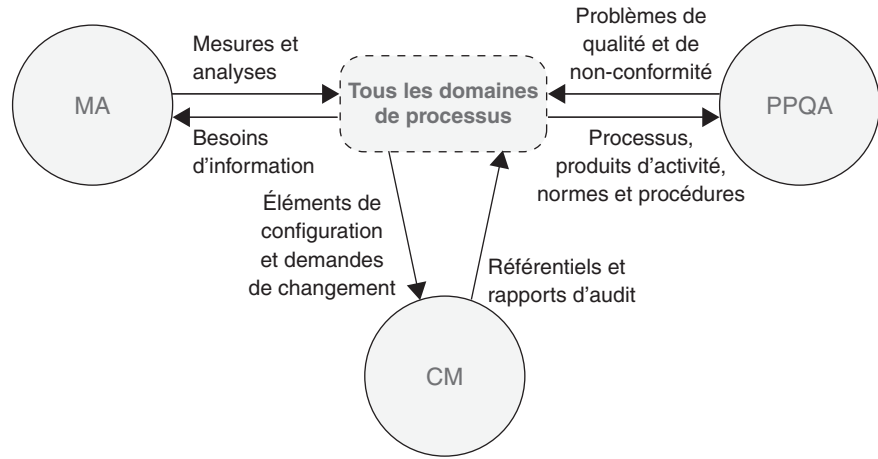 Mesures et
analyses
MA
Besoins
d’information
Tous les domaines
de processus
Problèmes de
qualité et de
non-conformité
PPQA
Processus,
produits d’activité,
normes et procédures
Éléments de
configuration
et demandes
de changement
Référentiels et
rapports d’audit
CM